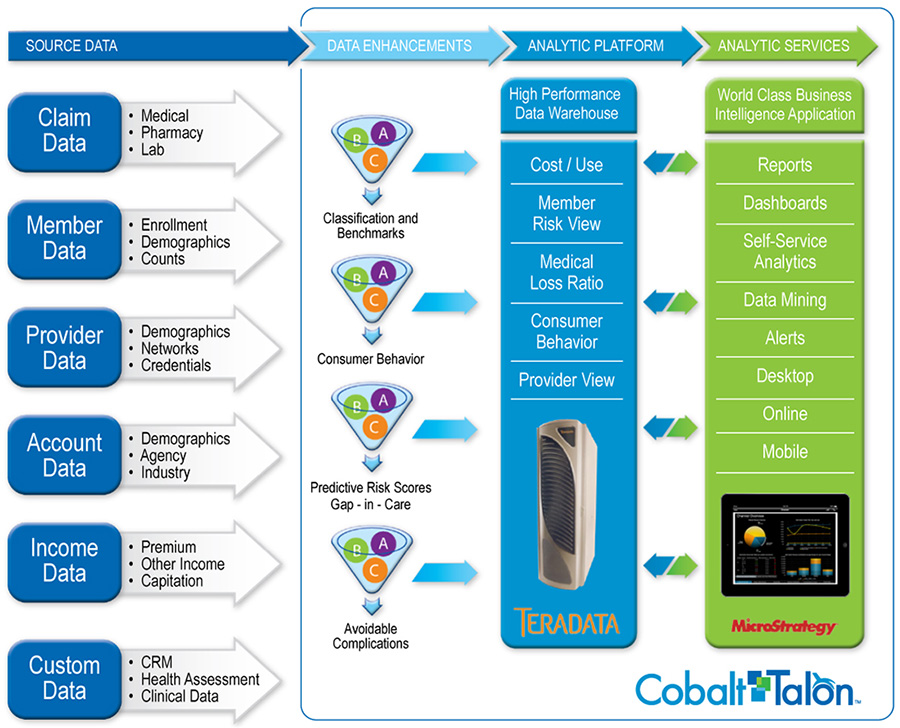 SOURCE DATA
DATA ENHANCEMENTS
ANALYTIC PLATFORM
ANALYTIC SERVICES
Claim
Data
• Medical
• Pharmacy
• Lab
Member
Data
• Enrollment
• Demographics
• Counts
Provider
Data
• Demographics
• Networks
• Credentials
Account
Data
• Demographics
• Agency
• Industry
Income
Data
• Premium
• Other Income
• Capitation
Custom
Data
• CRM
• Health Assessment
• Clinical Data
A
B
C
Classification and
Benchmarks
A
B
C
Consumer Behavior
A
B
C
Predictive Risk Scores
Gap - in - Care
A
B
C
Avoidable
Complications
High Performance
Data Warehouse
Cost / Use
Member
Risk View
Medical
Loss Ratio
Consumer
Behavior
Provider View
TERADATA
World Class Business
Intelligence Application
Reports
Dashboards
Self-Service
Analytics
Data Mining
Alerts
Desktop
Online
Mobile
MicroStrategy
Cobalt Talon™